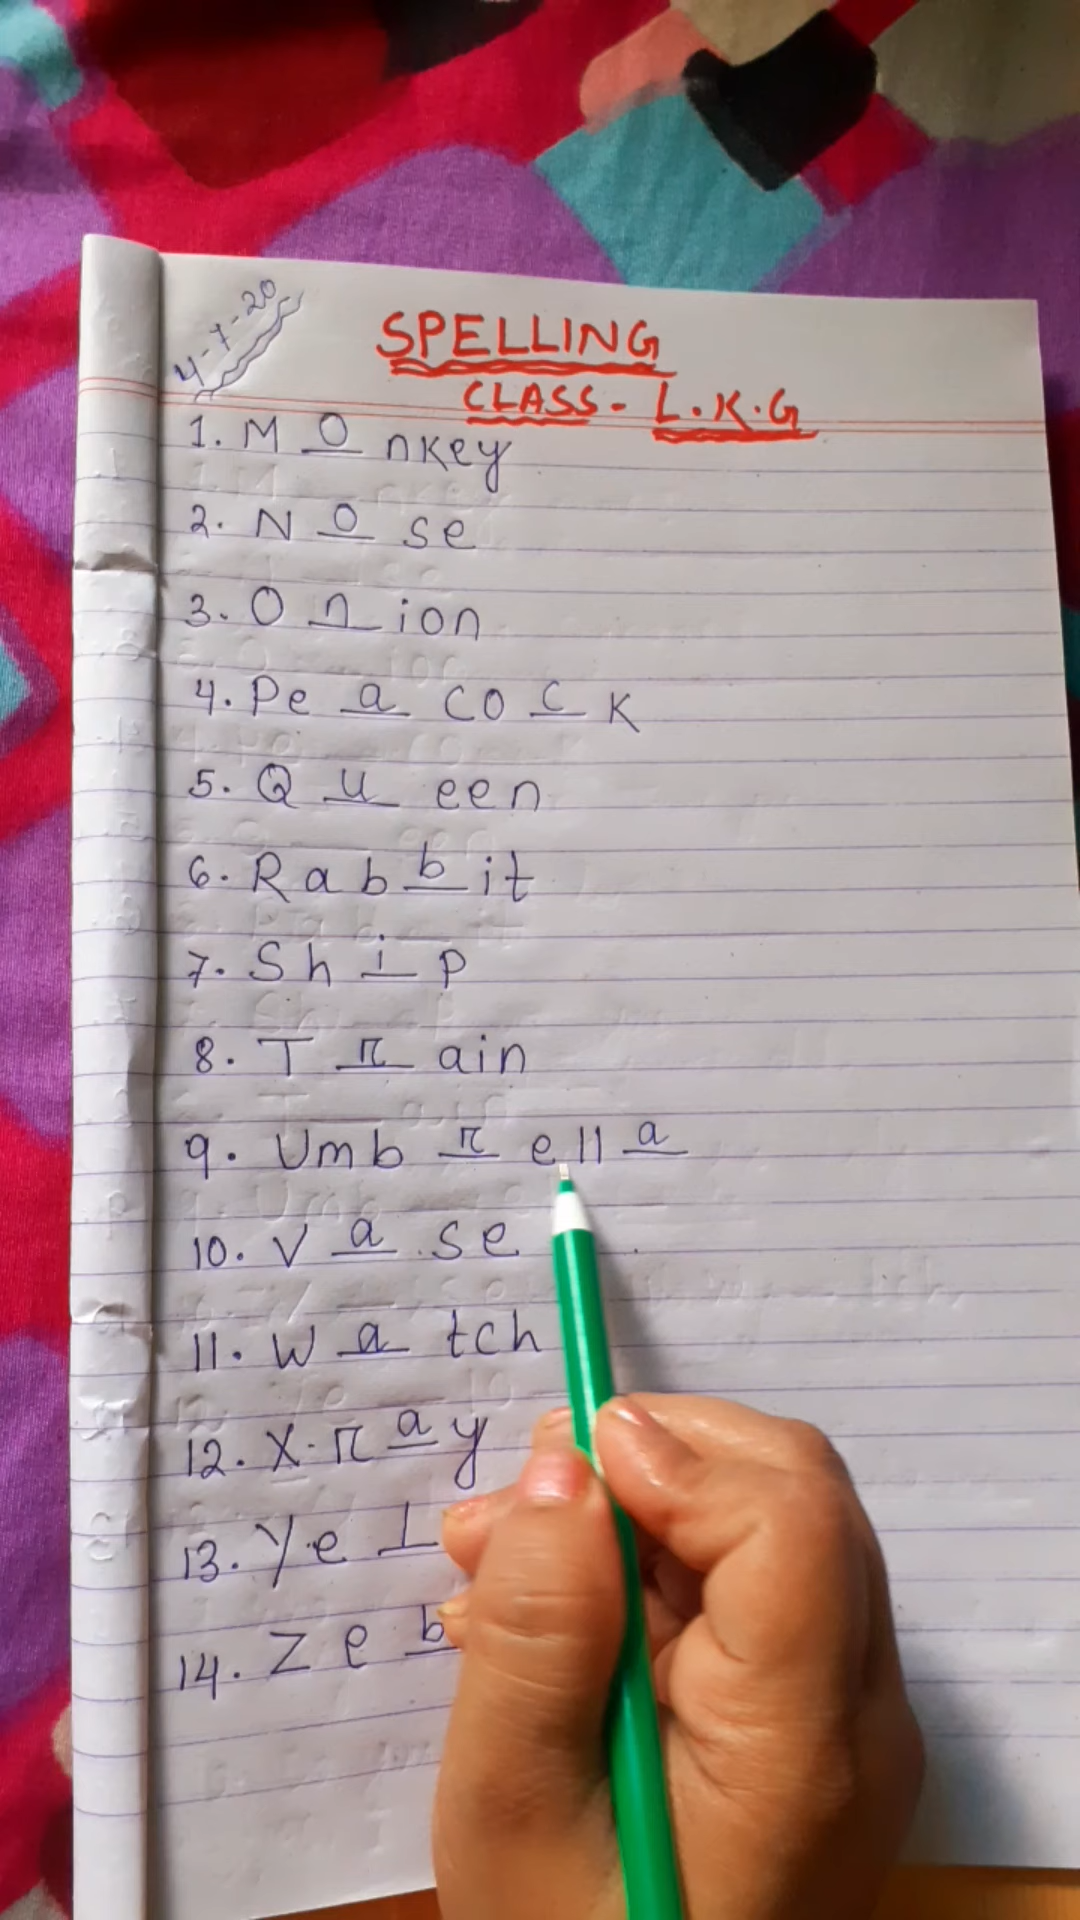 4-7-20
SPELLING
CLASS - L.K.G
1. M o nkey
2. N o se
3. O n ion
4. Pe a co c k
5. Q u een
6. Rab b it
7. Sh i p
8. T r ain
9. Umb r ell a
10. V a se
11. W a tch
12. X-r a y
13. Ye l
14. Ze b